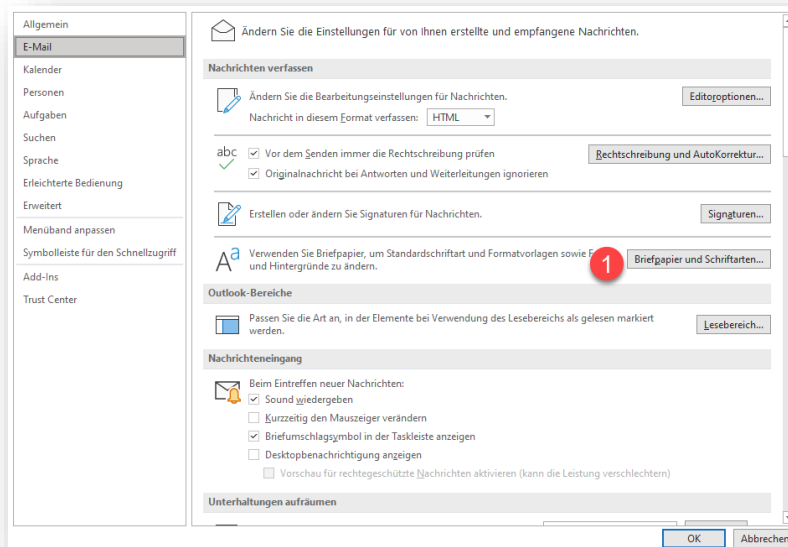 Allgemein
E-Mail
Kalender
Personen
Aufgaben
Suchen
Sprache
Erleichterte Bedienung
Erweitert
Menüband anpassen
Symbolleiste für den Schnellzugriff
Add-Ins
Trust Center
Ändern Sie die Einstellungen für von Ihnen erstellte und empfangene Nachrichten.
Nachrichten verfassen
Ändern Sie die Bearbeitungseinstellungen für Nachrichten.
Editoroptionen...
Nachricht in diesem Format verfassen: HTML
abc
Vor dem Senden immer die Rechtschreibung prüfen
Rechtschreibung und AutoKorrektur...
Originalnachricht bei Antworten und Weiterleitungen ignorieren
Erstellen oder ändern Sie Signaturen für Nachrichten.
Signaturen...
Aa
Verwenden Sie Briefpapier, um Standardschriftart und Formatvorlagen sowie
und Hintergründe zu ändern.
1
Briefpapier und Schriftarten...
Outlook-Bereiche
Passen Sie die Art an, in der Elemente bei Verwendung des Lesebereichs als gelesen markiert
werden.
Lesebereich...
Nachrichteneingang
Beim Eintreffen neuer Nachrichten:
Sound wiedergeben
Kurzzeitig den Mauszeiger verändern
Briefumschlagsymbol in der Taskleiste anzeigen
Desktopbenachrichtigung anzeigen
Vorschau für rechtegeschützte Nachrichten aktivieren (kann die Leistung verschlechtern)
Unterhaltungen aufräumen
OK
Abbrechen